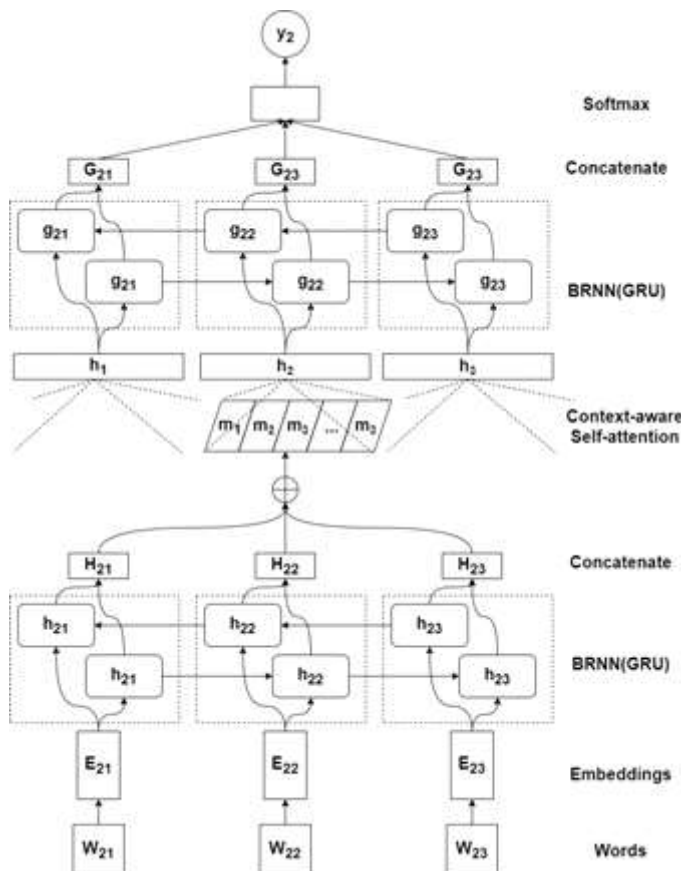 y₂
Softmax
G₂₁ G₂₃ G₂₃ Concatenate
g₂₁ g₂₂ g₂₃
g₂₁ g₂₂ g₂₃ BRNN(GRU)
h₁ h₂ h₃
m₁ m₂ m₃ ... m₃ Context-aware
Self-attention
H₂₁ H₂₂ H₂₃ Concatenate
h₂₁ h₂₂ h₂₃
h₂₁ h₂₂ h₂₃ BRNN(GRU)
E₂₁ E₂₂ E₂₃ Embeddings
W₂₁ W₂₂ W₂₃ Words